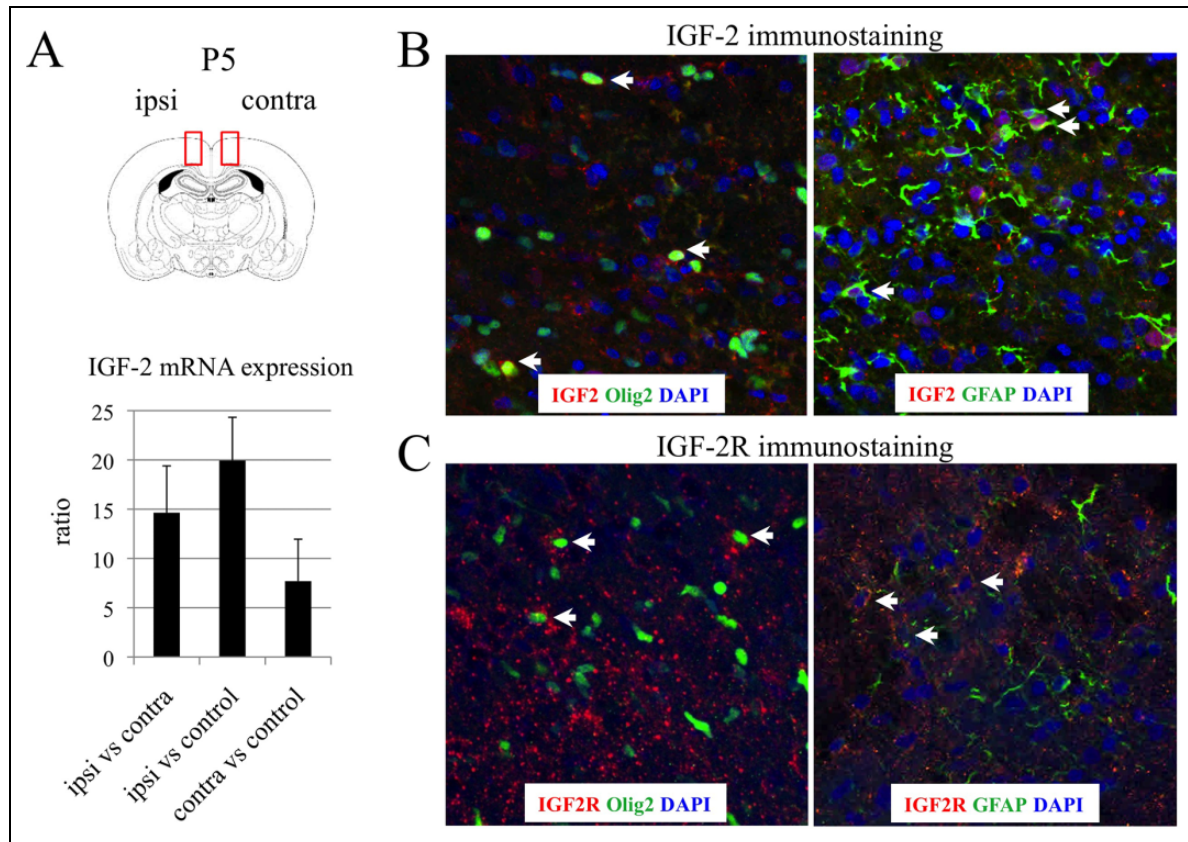 A
P5
ipsi contra
IGF-2 mRNA expression
25
20
15
10
5
0
ratio
ipsi vs contra
ipsi vs control
contra vs control
B
IGF-2 immunostaining
IGF2 Olig2 DAPI
IGF2 GFAP DAPI
C
IGF-2R immunostaining
IGF2R Olig2 DAPI
IGF2R GFAP DAPI